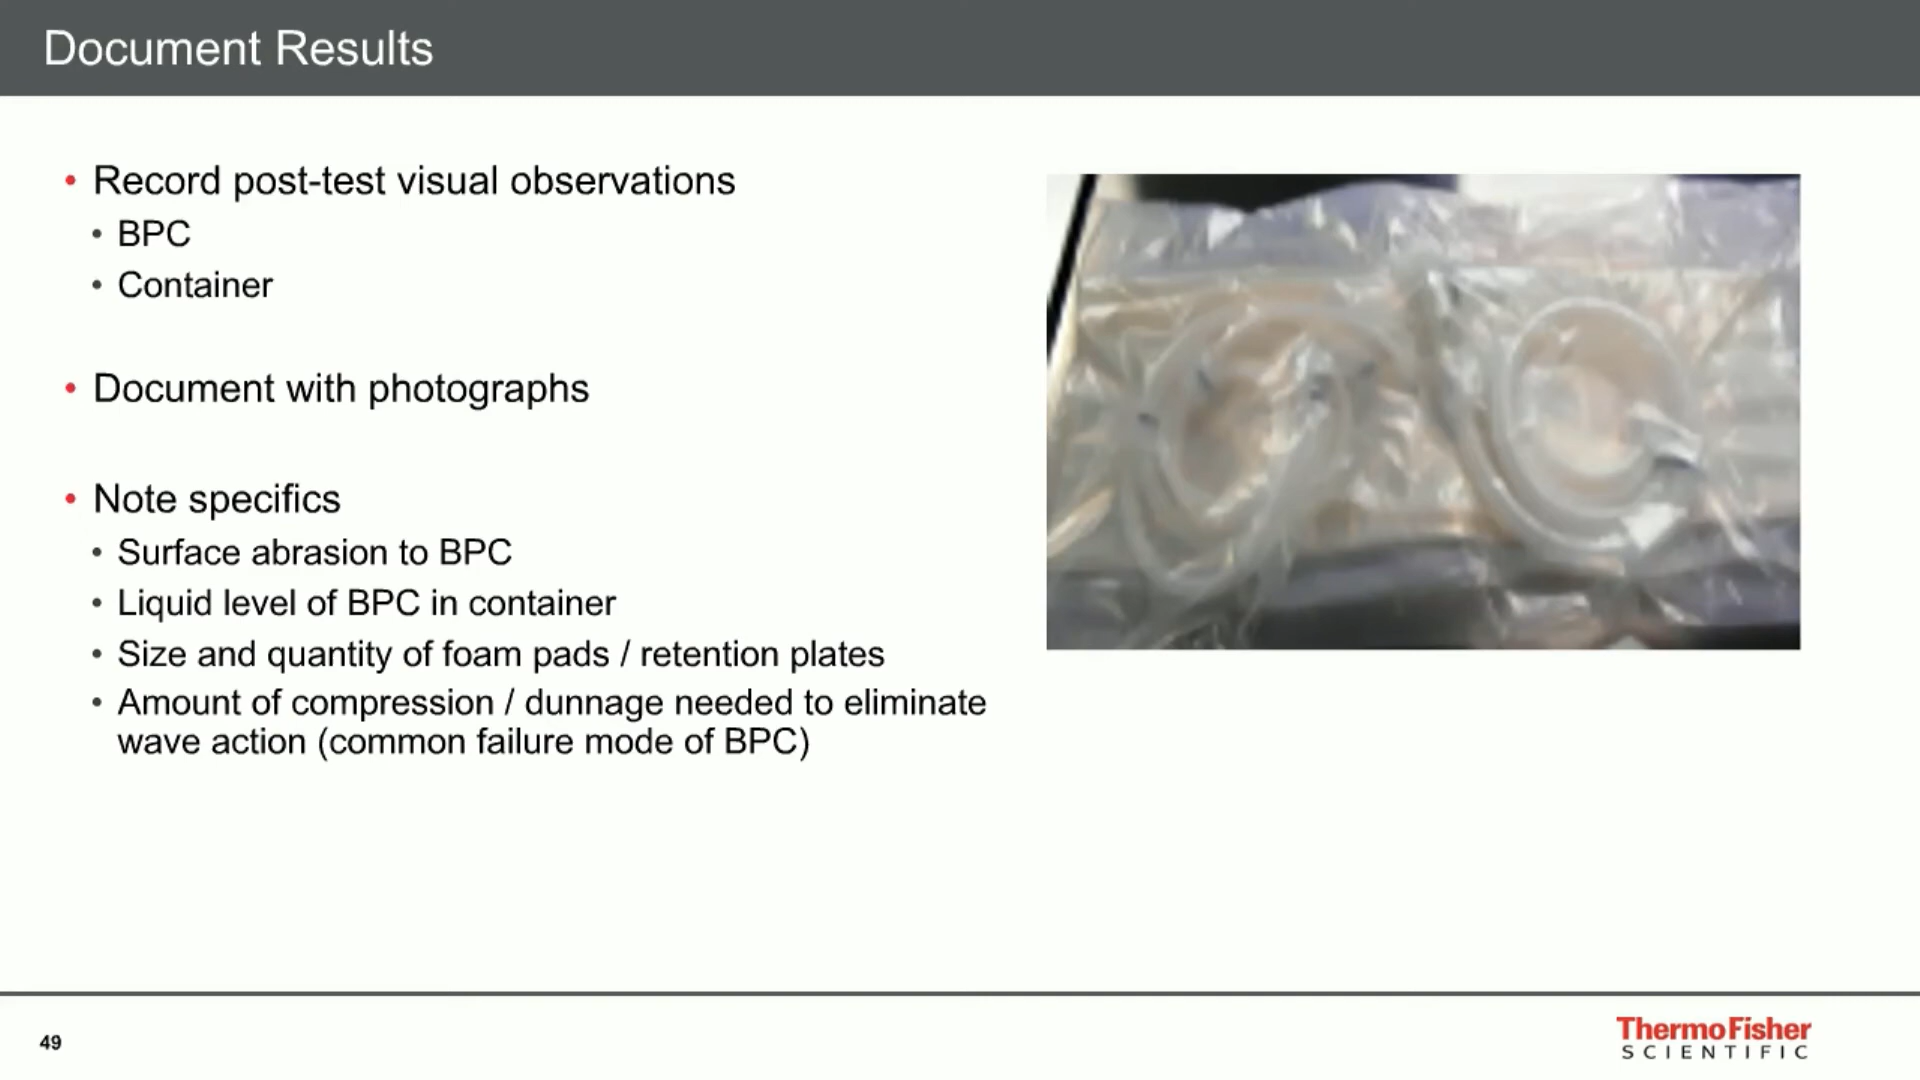 Document Results
• Record post-test visual observations
• BPC
• Container
• Document with photographs
• Note specifics
• Surface abrasion to BPC
• Liquid level of BPC in container
• Size and quantity of foam pads / retention plates
• Amount of compression / dunnage needed to eliminate
wave action (common failure mode of BPC)
49
ThermoFisher
SCIENTIFIC